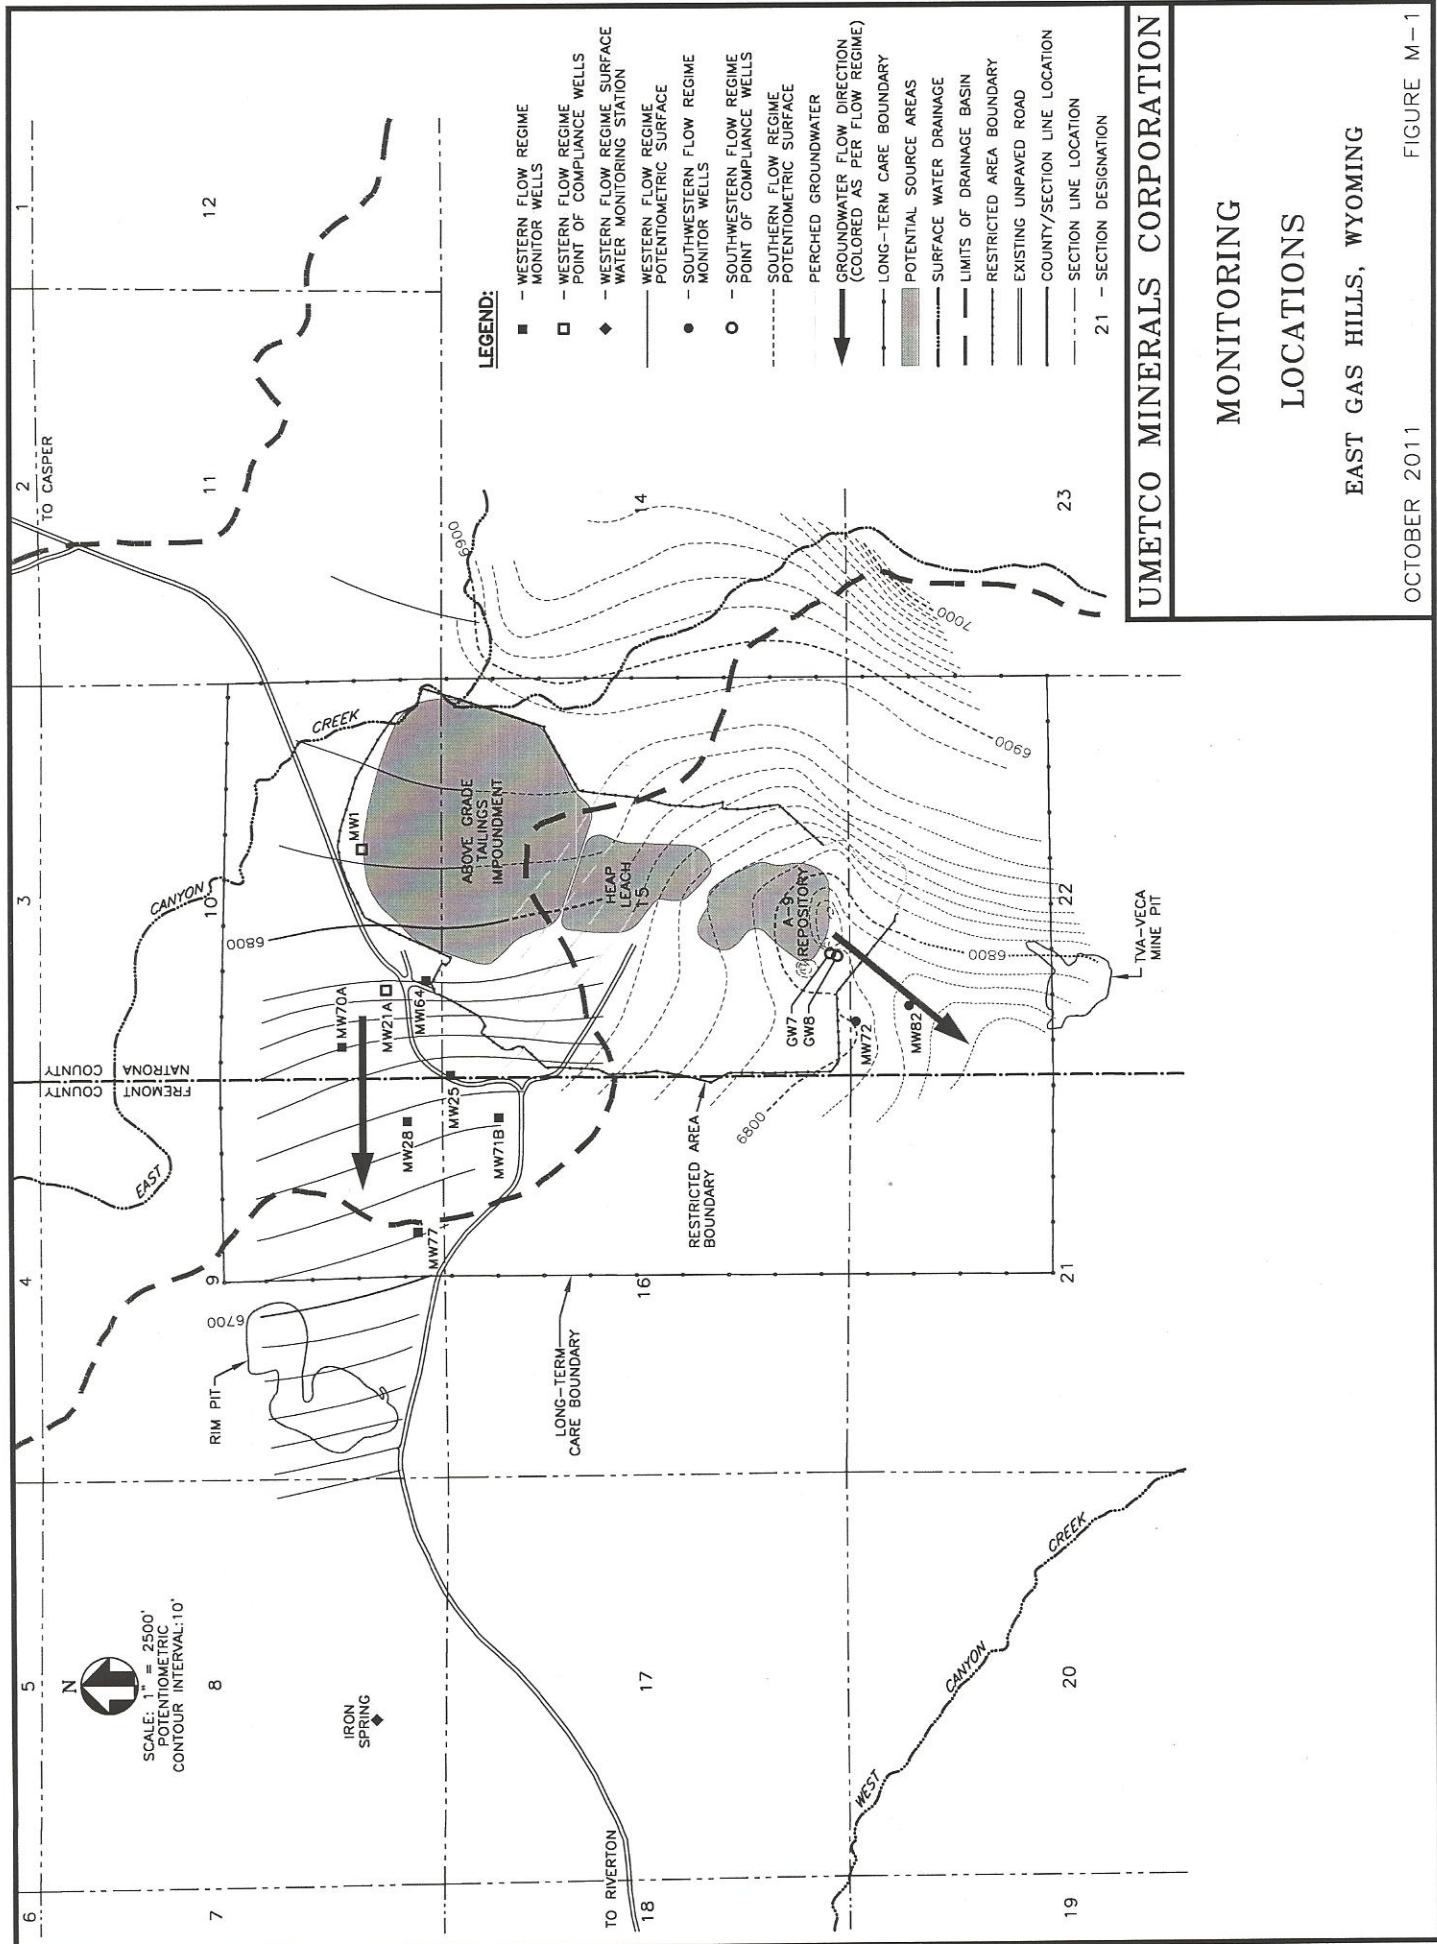 N
SCALE: 1" = 2500'
POTENTIOMETRIC
CONTOUR INTERVAL:10'
6
5
4
3
2
1
7
8
9
10
11
12
18
17
16
15
14
19
20
21
22
23
TO CASPER
TO RIVERTON
EAST
CANYON
CREEK
WEST
CANYON
CREEK
FREMONT COUNTY
NATRONA COUNTY
RIM PIT
IRON
SPRING
6700
6800
6900
7000
6900
6800
6800
MW77
MW28
MW71B
MW25
MW70A
MW21A
MW164
MW1
ABOVE GRADE
TAILINGS
IMPOUNDMENT
HEAP
LEACH
A-9
REPOSITORY
GW7
GW8
MW72
MW82
TVA-VECA
MINE PIT
LONG-TERM
CARE BOUNDARY
RESTRICTED AREA
BOUNDARY
LEGEND:
- WESTERN FLOW REGIME
MONITOR WELLS
- WESTERN FLOW REGIME
POINT OF COMPLIANCE WELLS
- WESTERN FLOW REGIME SURFACE
WATER MONITORING STATION
WESTERN FLOW REGIME
POTENTIOMETRIC SURFACE
- SOUTHWESTERN FLOW REGIME
MONITOR WELLS
- SOUTHWESTERN FLOW REGIME
POINT OF COMPLIANCE WELLS
SOUTHERN FLOW REGIME
POTENTIOMETRIC SURFACE
PERCHED GROUNDWATER
GROUNDWATER FLOW DIRECTION
(COLORED AS PER FLOW REGIME)
LONG-TERM CARE BOUNDARY
POTENTIAL SOURCE AREAS
SURFACE WATER DRAINAGE
LIMITS OF DRAINAGE BASIN
RESTRICTED AREA BOUNDARY
EXISTING UNPAVED ROAD
COUNTY/SECTION LINE LOCATION
SECTION LINE LOCATION
21 - SECTION DESIGNATION
UMETCO MINERALS CORPORATION
MONITORING
LOCATIONS
EAST GAS HILLS, WYOMING
OCTOBER 2011
FIGURE M-1